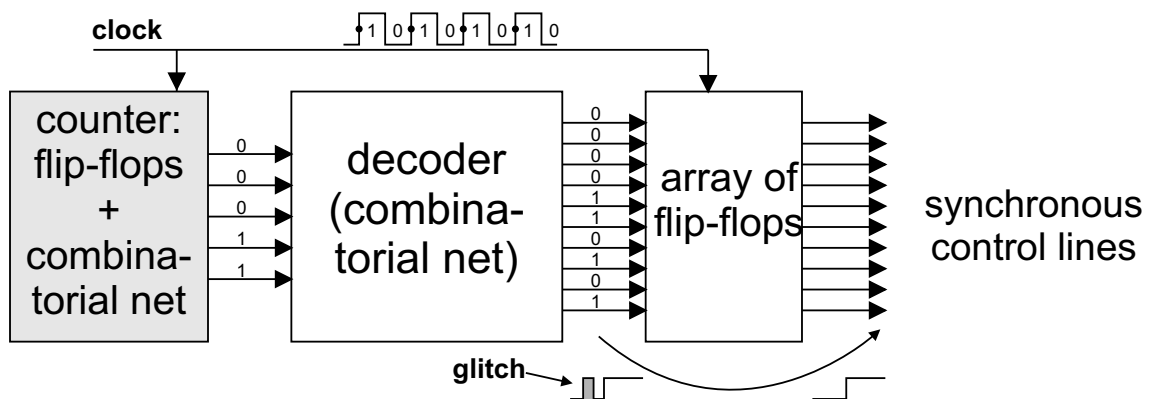 clock
1 0 1 0 1 0 1 0
counter:
flip-flops
+
combina-
torial net
0
0
0
1
1
decoder
(combina-
torial net)
0
0
0
0
1
1
0
1
0
1
array of
flip-flops
synchronous
control lines
glitch